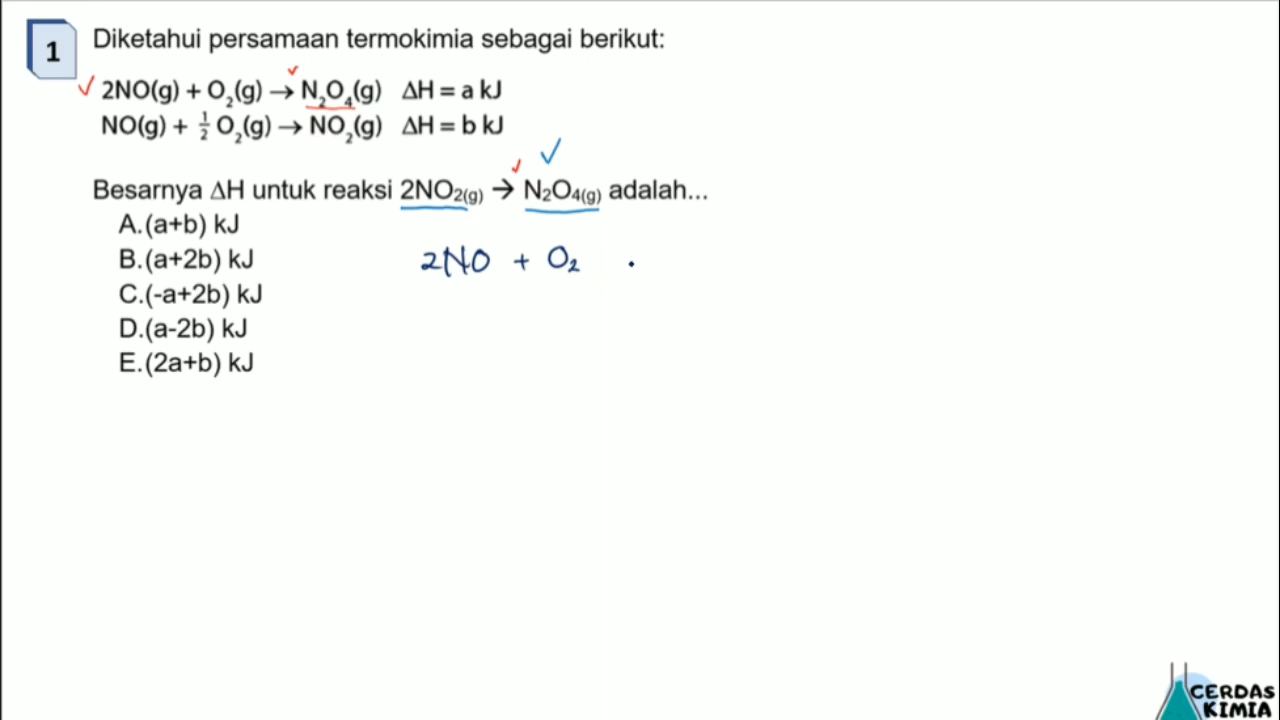 1
Diketahui persamaan termokimia sebagai berikut:
2NO(g) + O₂(g) → N₂O₄(g) ΔH = a kJ
NO(g) + ½ O₂(g) → NO₂(g) ΔH = b kJ
Besarnya ΔH untuk reaksi 2NO₂(g) → N₂O₄(g) adalah...
A.(a+b) kJ
B.(a+2b) kJ
C.(-a+2b) kJ
D.(a-2b) kJ
E.(2a+b) kJ
2NO + O₂
CERDAS
KIMIA